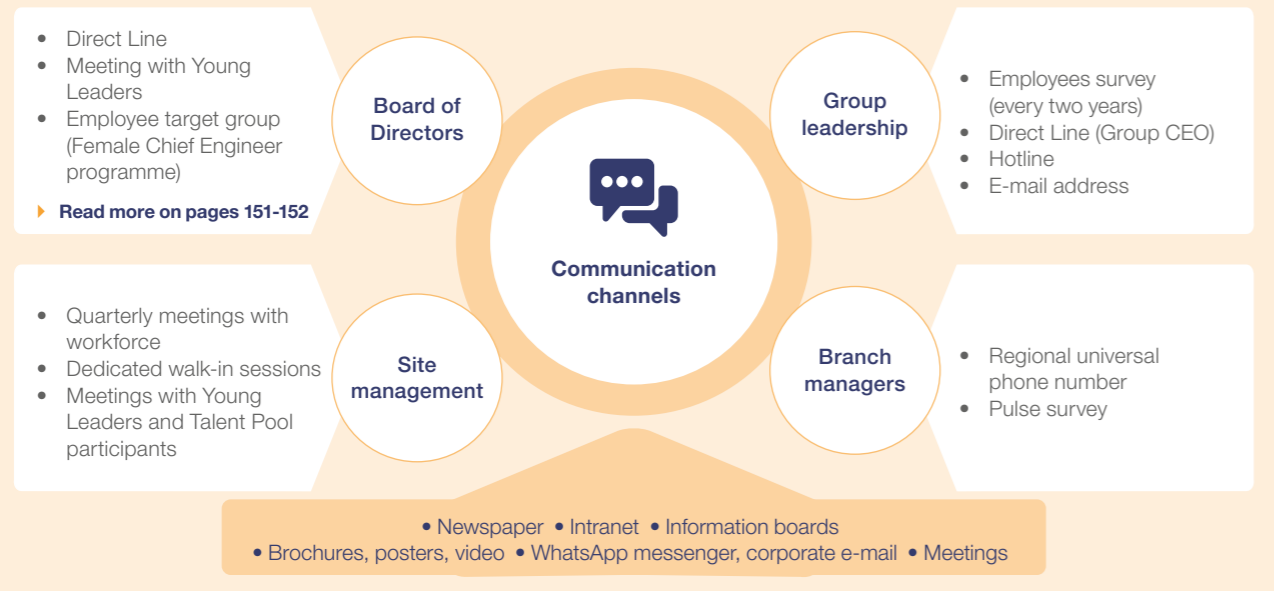 • Direct Line
• Meeting with Young
Leaders
• Employee target group
(Female Chief Engineer
programme)
Read more on pages 151-152
Board of
Directors
Group
leadership
• Employees survey
(every two years)
• Direct Line (Group CEO)
• Hotline
• E-mail address
Communication
channels
• Quarterly meetings with
workforce
• Dedicated walk-in sessions
• Meetings with Young
Leaders and Talent Pool
participants
Site
management
Branch
managers
• Regional universal
phone number
• Pulse survey
• Newspaper • Intranet • Information boards
• Brochures, posters, video • WhatsApp messenger, corporate e-mail • Meetings